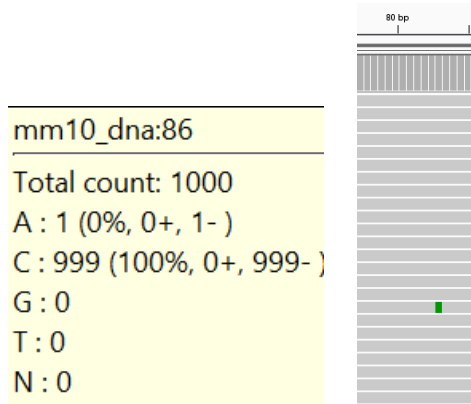 80 bp
mm10_dna:86
Total count: 1000
A : 1 (0%, 0+, 1- )
C : 999 (100%, 0+, 999- )
G : 0
T : 0
N : 0